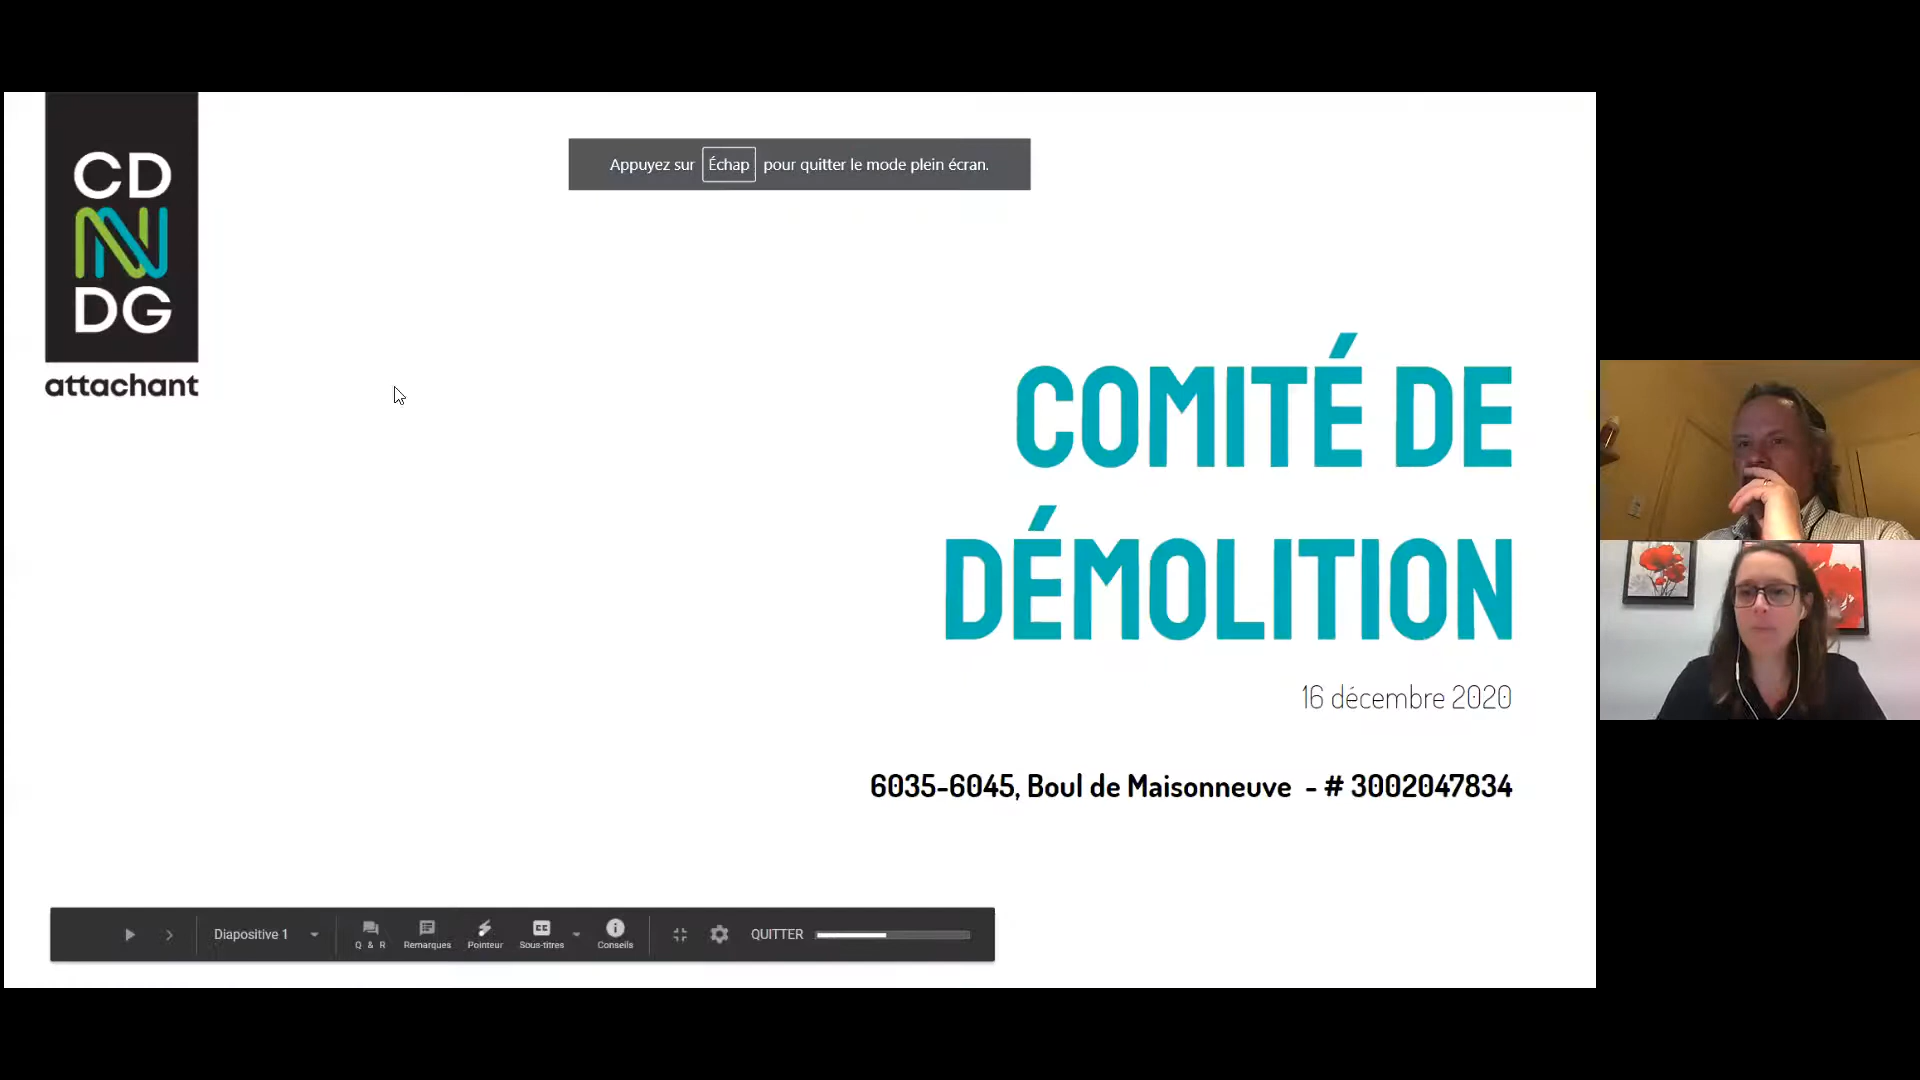 CD
N
DG
attachant
Appuyez sur Échap pour quitter le mode plein écran.
COMITÉ DE
DÉMOLITION
16 décembre 2020
6035-6045, Boul de Maisonneuve - # 3002047834
Diapositive 1
Q & R
Remarques
Pointeur
CC
Sous-titres
Conseils
QUITTER